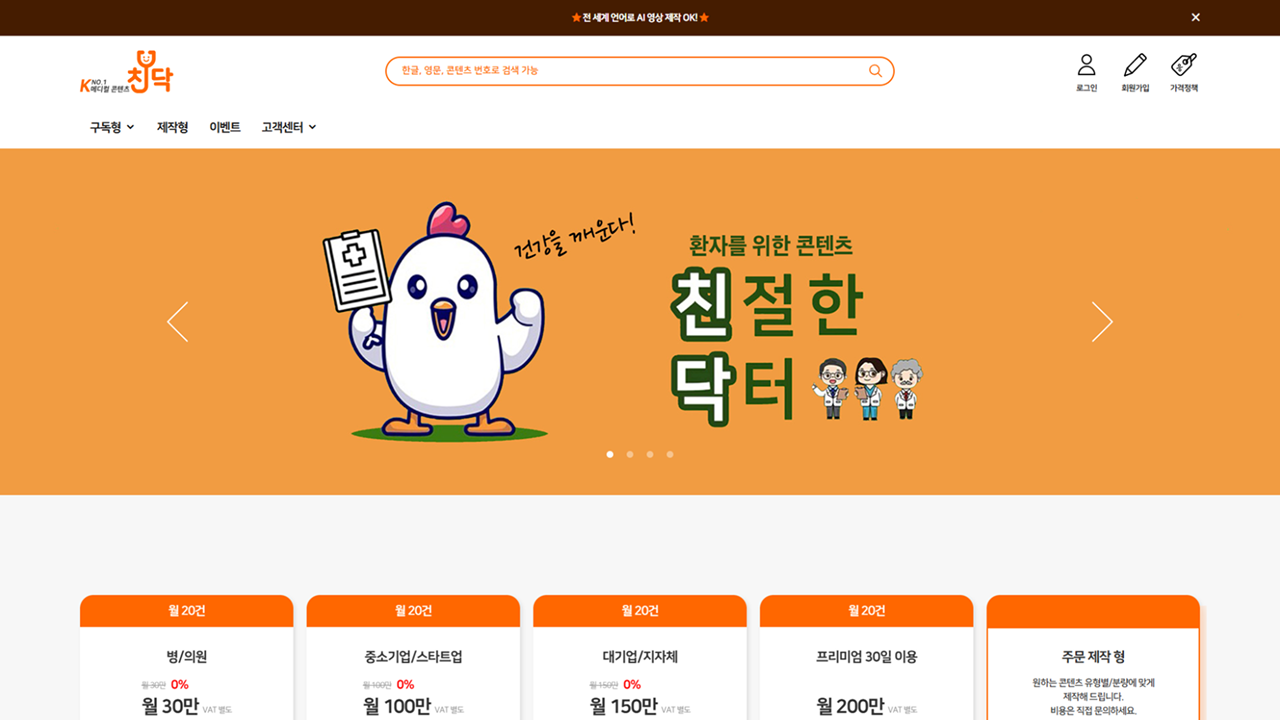 ★전 세계 언어로 AI 영상 제작 OK!★
K NO.1 메디컬 콘텐츠 친닥
한글, 영문, 콘텐츠 번호로 검색 가능
로그인 회원가입 가격정책
구독형 제작형 이벤트 고객센터
건강을 깨운다!
환자를 위한 콘텐츠
친절한
닥터
월 20건 월 20건 월 20건 월 20건
병/의원 중소기업/스타트업 대기업/지자체 프리미엄 30일 이용 주문 제작 형
월 30만 0% 월 100만 0% 월 150만 0% 원하는 콘텐츠 유형별/분량에 맞게
제작해 드립니다.
월 30만 VAT 별도 월 100만 VAT 별도 월 150만 VAT 별도 월 200만 VAT 별도 비용은 직접 문의하세요.